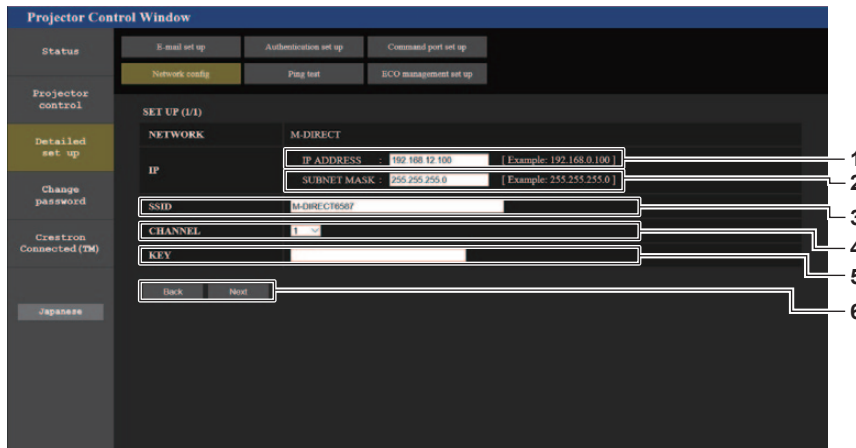 Projector Control Window
Status
E-mail set up
Authentication set up
Command port set up
Network config
Ping test
ECO management set up
Projector
control
SET UP (1/1)
Detailed
set up
NETWORK
M-DIRECT
IP
IP ADDRESS : 192.168.12.100 [ Example: 192.168.0.100 ]
1
SUBNET MASK : 255.255.255.0 [ Example: 255.255.255.0 ]
2
Change
password
SSID
M-DIRECT6587
3
Crestron
Connected(TM)
CHANNEL
1
4
KEY
5
Back
Next
6
Japanese